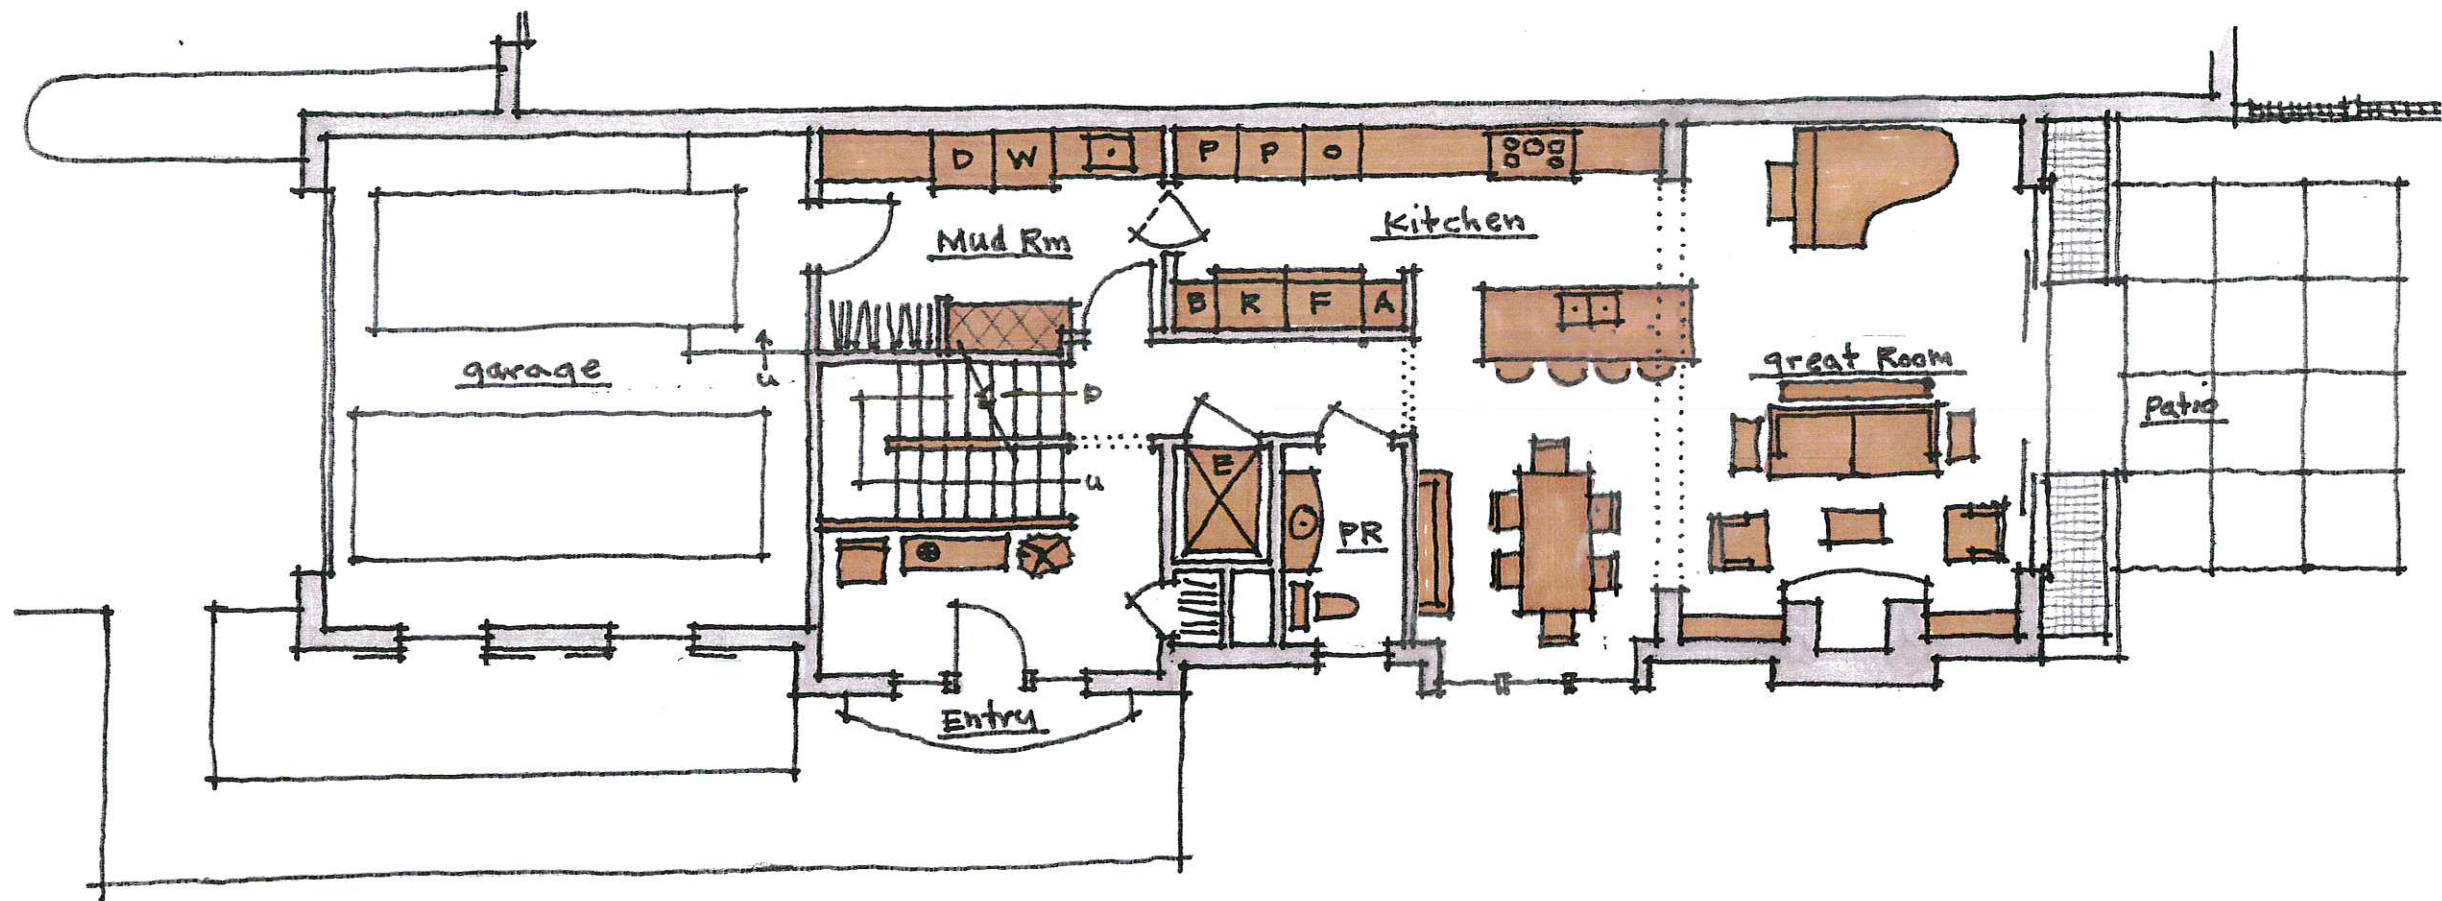 D W
P P O
Mud Rm
Kitchen
B R F A
garage
u
great Room
D
Patio
u
E
PR
Entry